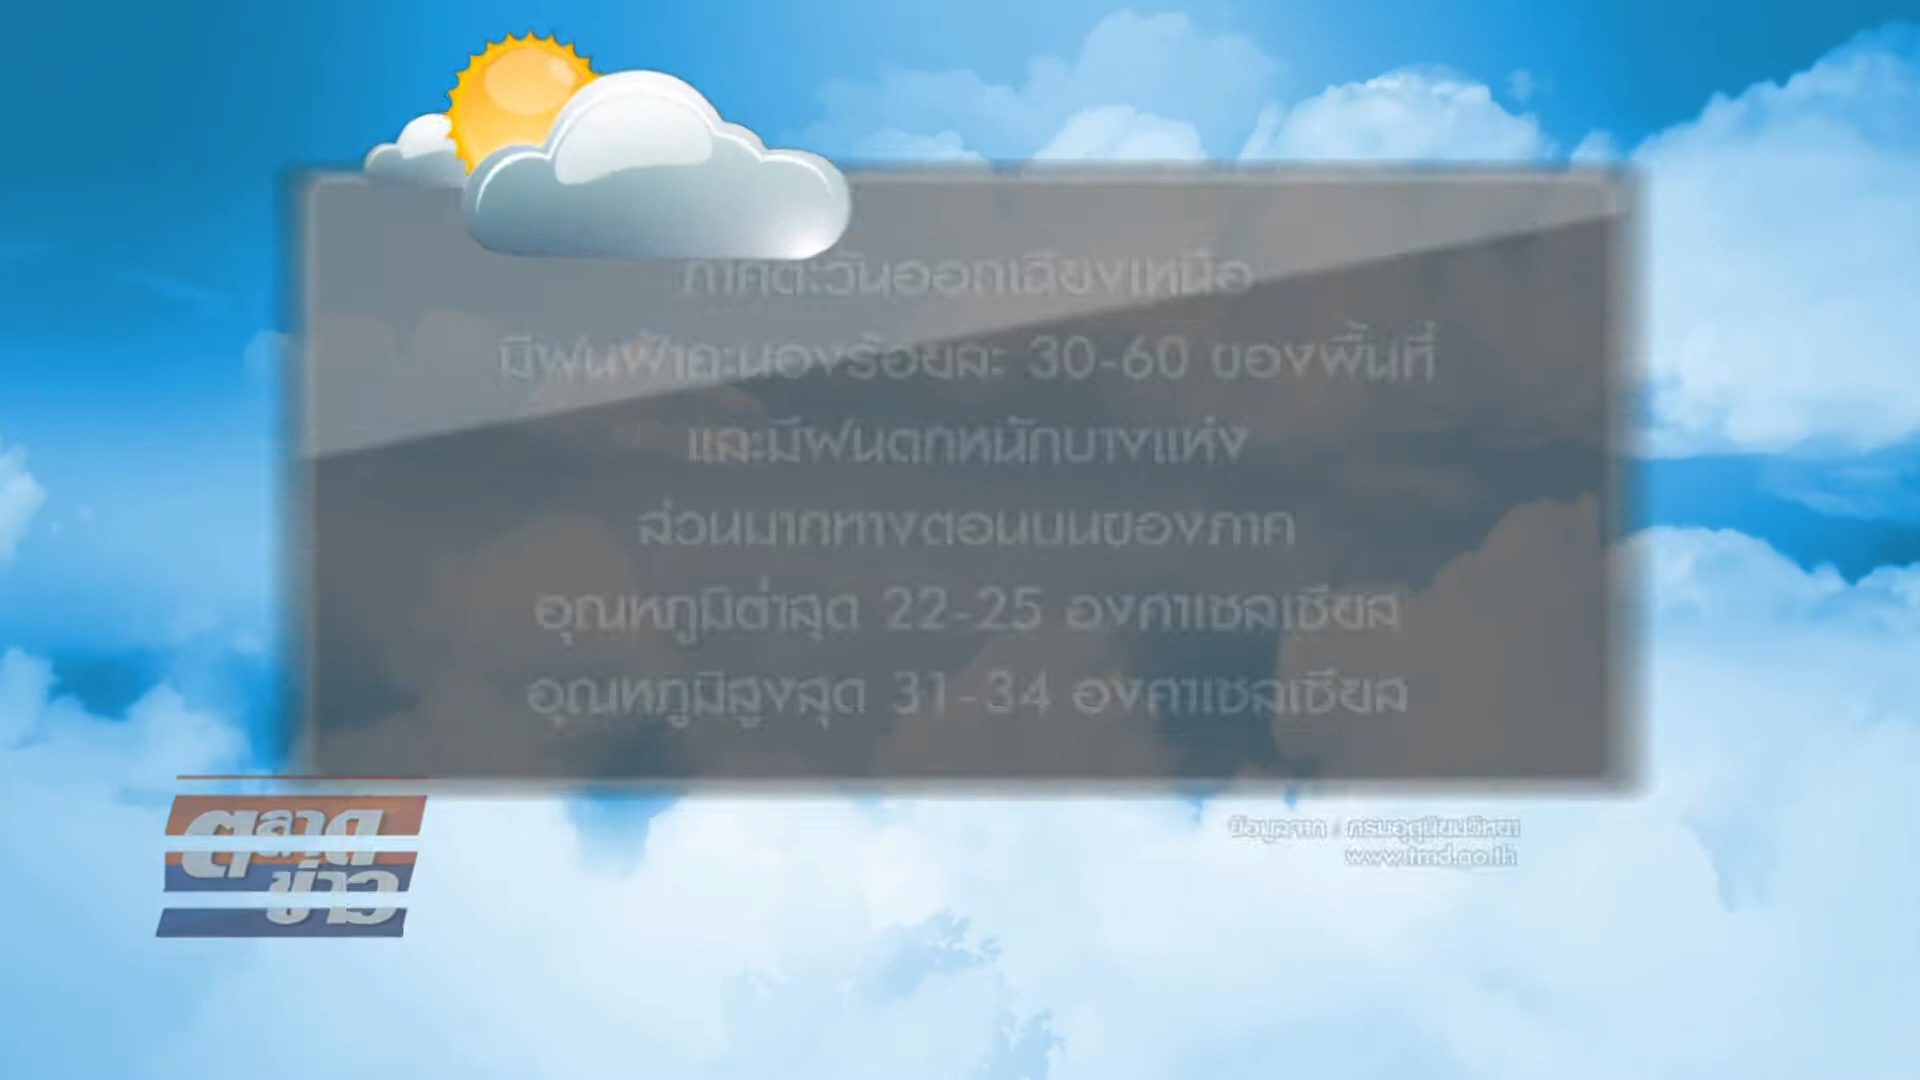 ภาคตะวันออกเฉียงเหนือ
มีฝนฟ้าคะนองร้อยละ 30-60 ของพื้นที่
และมีฝนตกหนักบางแห่ง
ส่วนมากทางตอนบนของภาค
อุณหภูมิต่ำสุด 22-25 องศาเซลเซียส
อุณหภูมิสูงสุด 31-34 องศาเซลเซียส
ข้อมูลจาก : กรมอุตุนิยมวิทยา
www.tmd.go.th
ตลาด
ข่าว